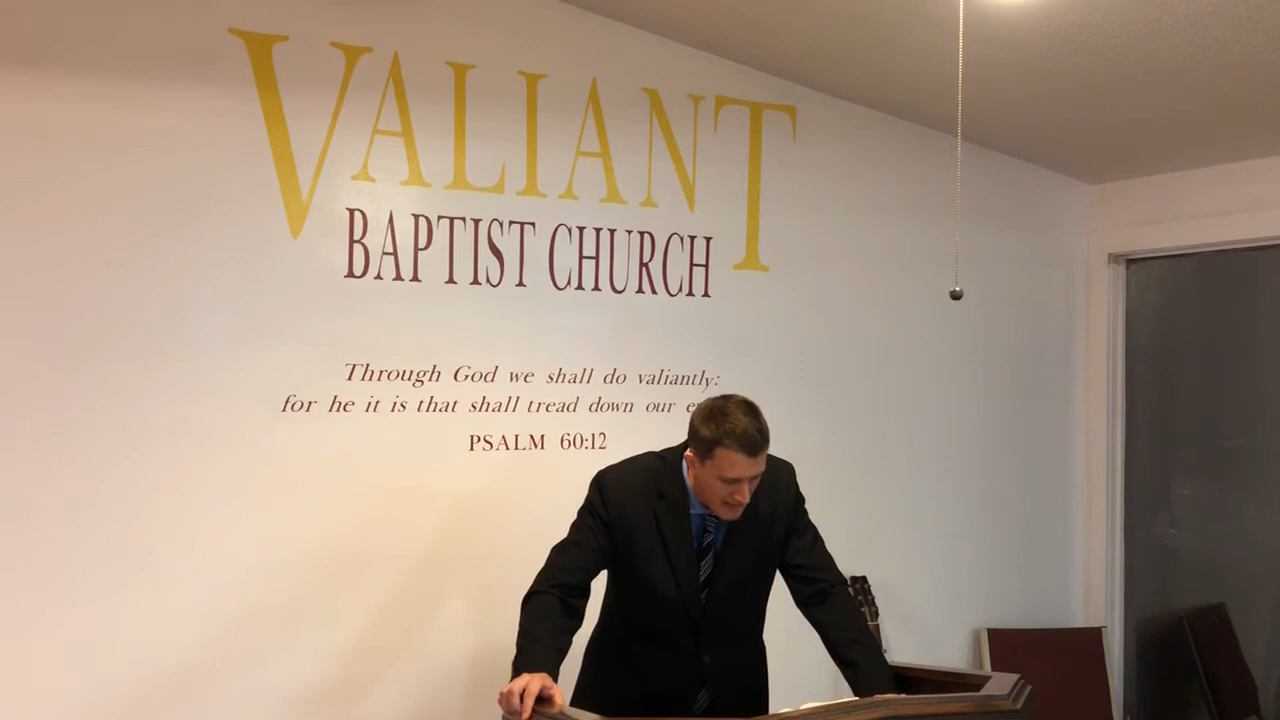 VALIANT
BAPTIST CHURCH
Through God we shall do valiantly:
for he it is that shall tread down our
PSALM 60:12